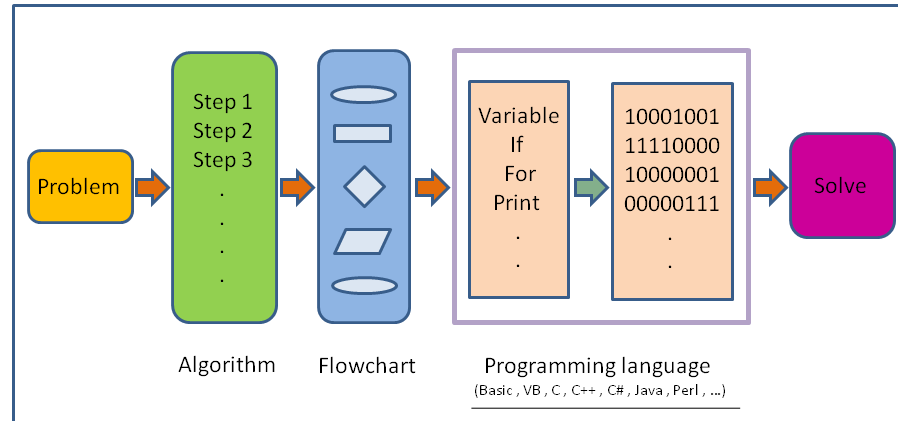 Problem
Step 1
Step 2
Step 3
.
.
.
.
Algorithm
Flowchart
Variable
If
For
Print
.
.
10001001
11110000
10000001
00000111
.
.
Programming language
(Basic , VB , C , C++ , C# , Java , Perl , ...)
Solve